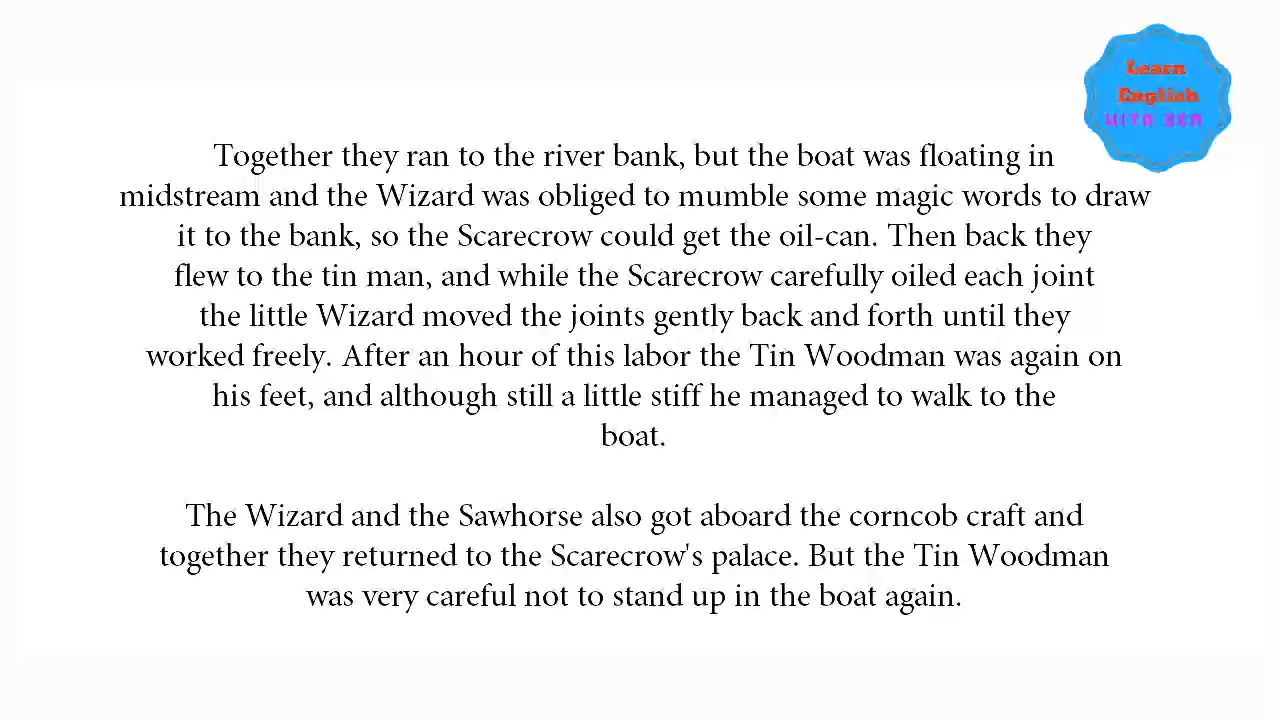 Learn
English
WITH XEN
Together they ran to the river bank, but the boat was floating in
midstream and the Wizard was obliged to mumble some magic words to draw
it to the bank, so the Scarecrow could get the oil-can. Then back they
flew to the tin man, and while the Scarecrow carefully oiled each joint
the little Wizard moved the joints gently back and forth until they
worked freely. After an hour of this labor the Tin Woodman was again on
his feet, and although still a little stiff he managed to walk to the
boat.
The Wizard and the Sawhorse also got aboard the corncob craft and
together they returned to the Scarecrow's palace. But the Tin Woodman
was very careful not to stand up in the boat again.